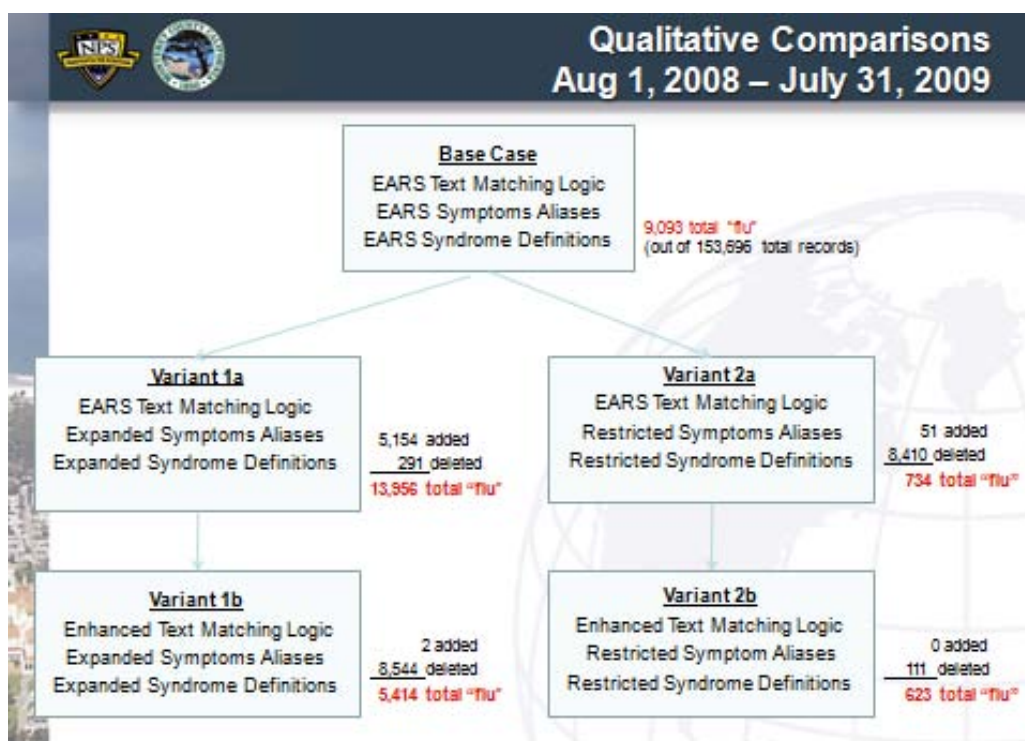 NPS
Qualitative Comparisons
Aug 1, 2008 – July 31, 2009
Base Case
EARS Text Matching Logic
EARS Symptoms Aliases
EARS Syndrome Definitions
9,093 total "flu"
(out of 153,696 total records)
Variant 1a
EARS Text Matching Logic
Expanded Symptoms Aliases
Expanded Syndrome Definitions
5,154 added
291 deleted
13,956 total "flu"
Variant 2a
EARS Text Matching Logic
Restricted Symptoms Aliases
Restricted Syndrome Definitions
51 added
8,410 deleted
734 total "flu"
Variant 1b
Enhanced Text Matching Logic
Expanded Symptoms Aliases
Expanded Syndrome Definitions
2 added
8,544 deleted
5,414 total "flu"
Variant 2b
Enhanced Text Matching Logic
Restricted Symptom Aliases
Restricted Syndrome Definitions
0 added
111 deleted
623 total "flu"